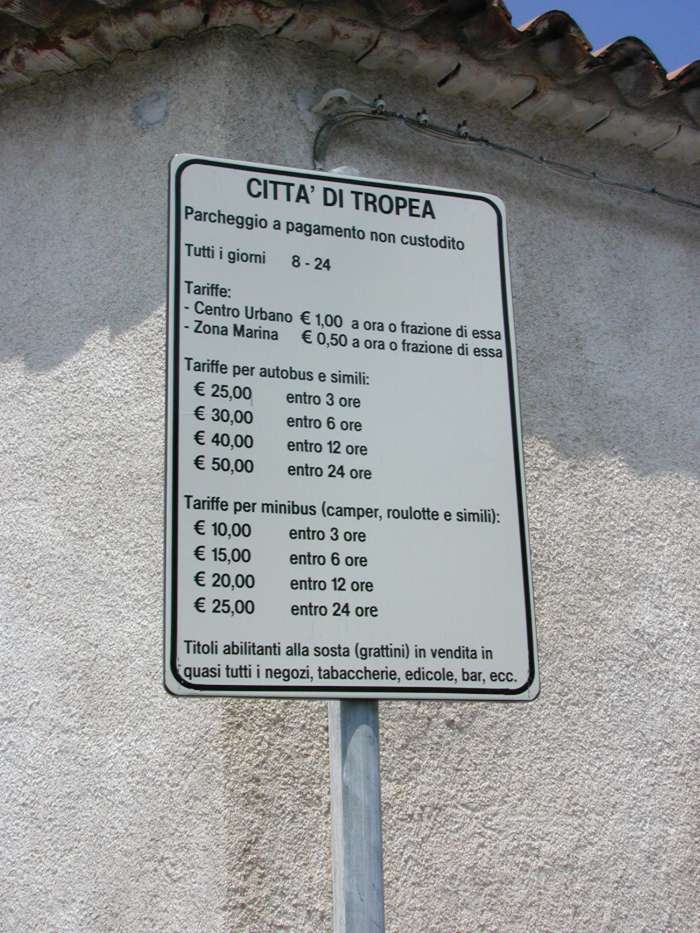 CITTA' DI TROPEA
Parcheggio a pagamento non custodito
Tutti i giorni 8 - 24
Tariffe:
- Centro Urbano € 1,00 a ora o frazione di essa
- Zona Marina € 0,50 a ora o frazione di essa
Tariffe per autobus e simili:
€ 25,00 entro 3 ore
€ 30,00 entro 6 ore
€ 40,00 entro 12 ore
€ 50,00 entro 24 ore
Tariffe per minibus (camper, roulotte e simili):
€ 10,00 entro 3 ore
€ 15,00 entro 6 ore
€ 20,00 entro 12 ore
€ 25,00 entro 24 ore
Titoli abilitanti alla sosta (grattini) in vendita in
quasi tutti i negozi, tabaccherie, edicole, bar, ecc.